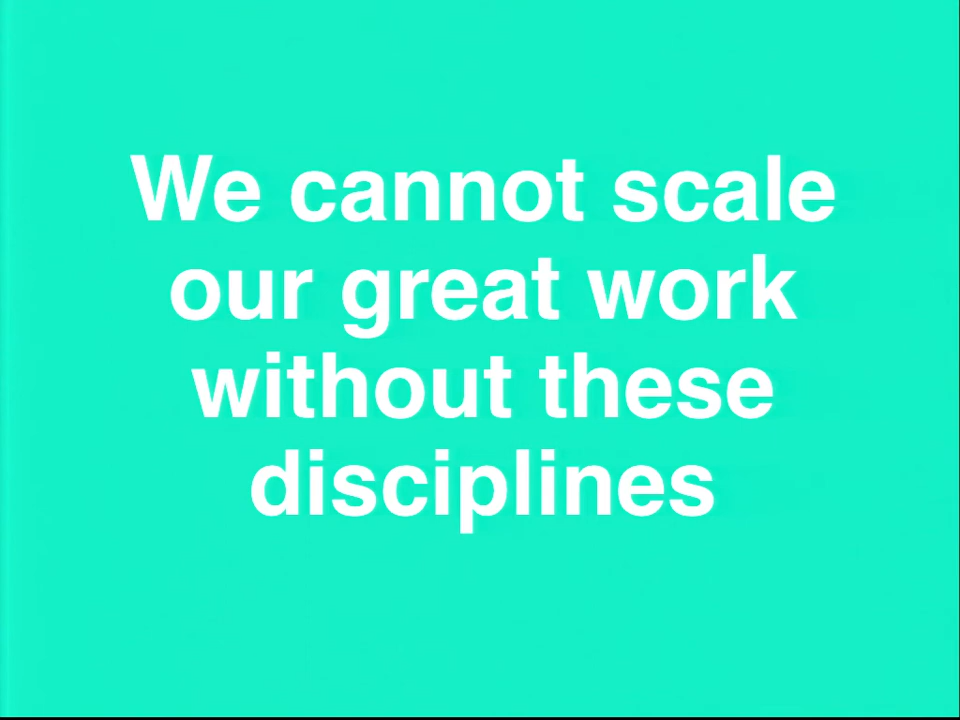 We cannot scale
our great work
without these
disciplines